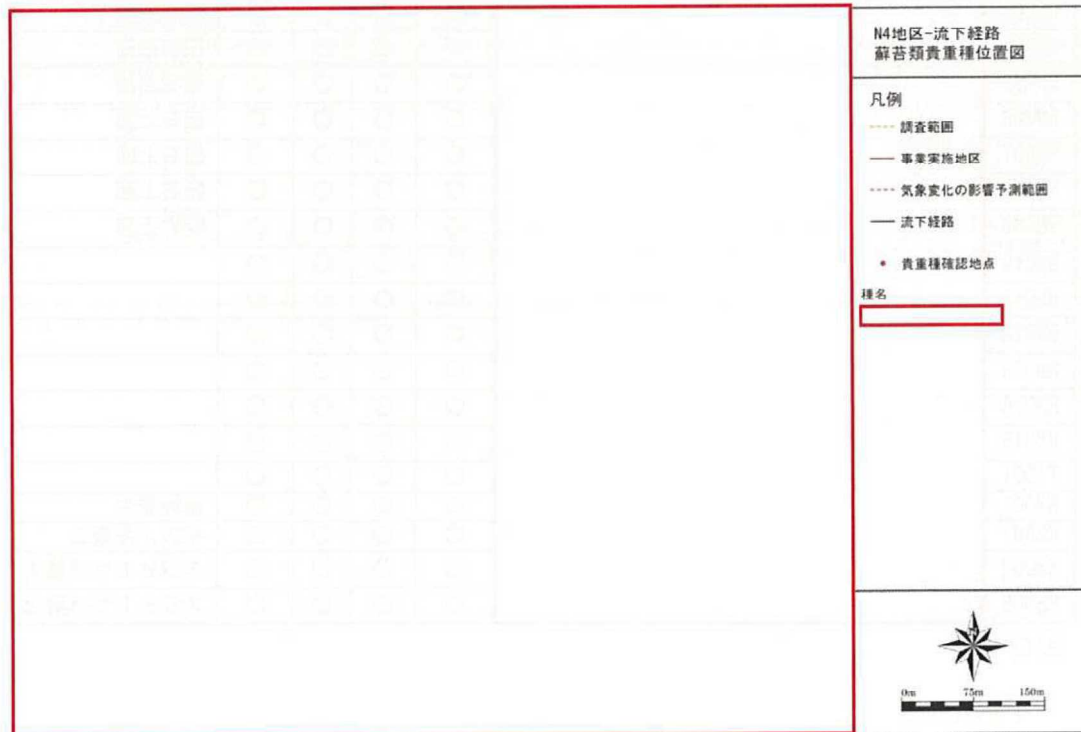 N4地区-流下経路
蘚苔類貴重種位置図
凡例
調査範囲
事業実施地区
気象変化の影響予測範囲
流下経路
貴重種確認地点
種名
N
0m 75m 150m